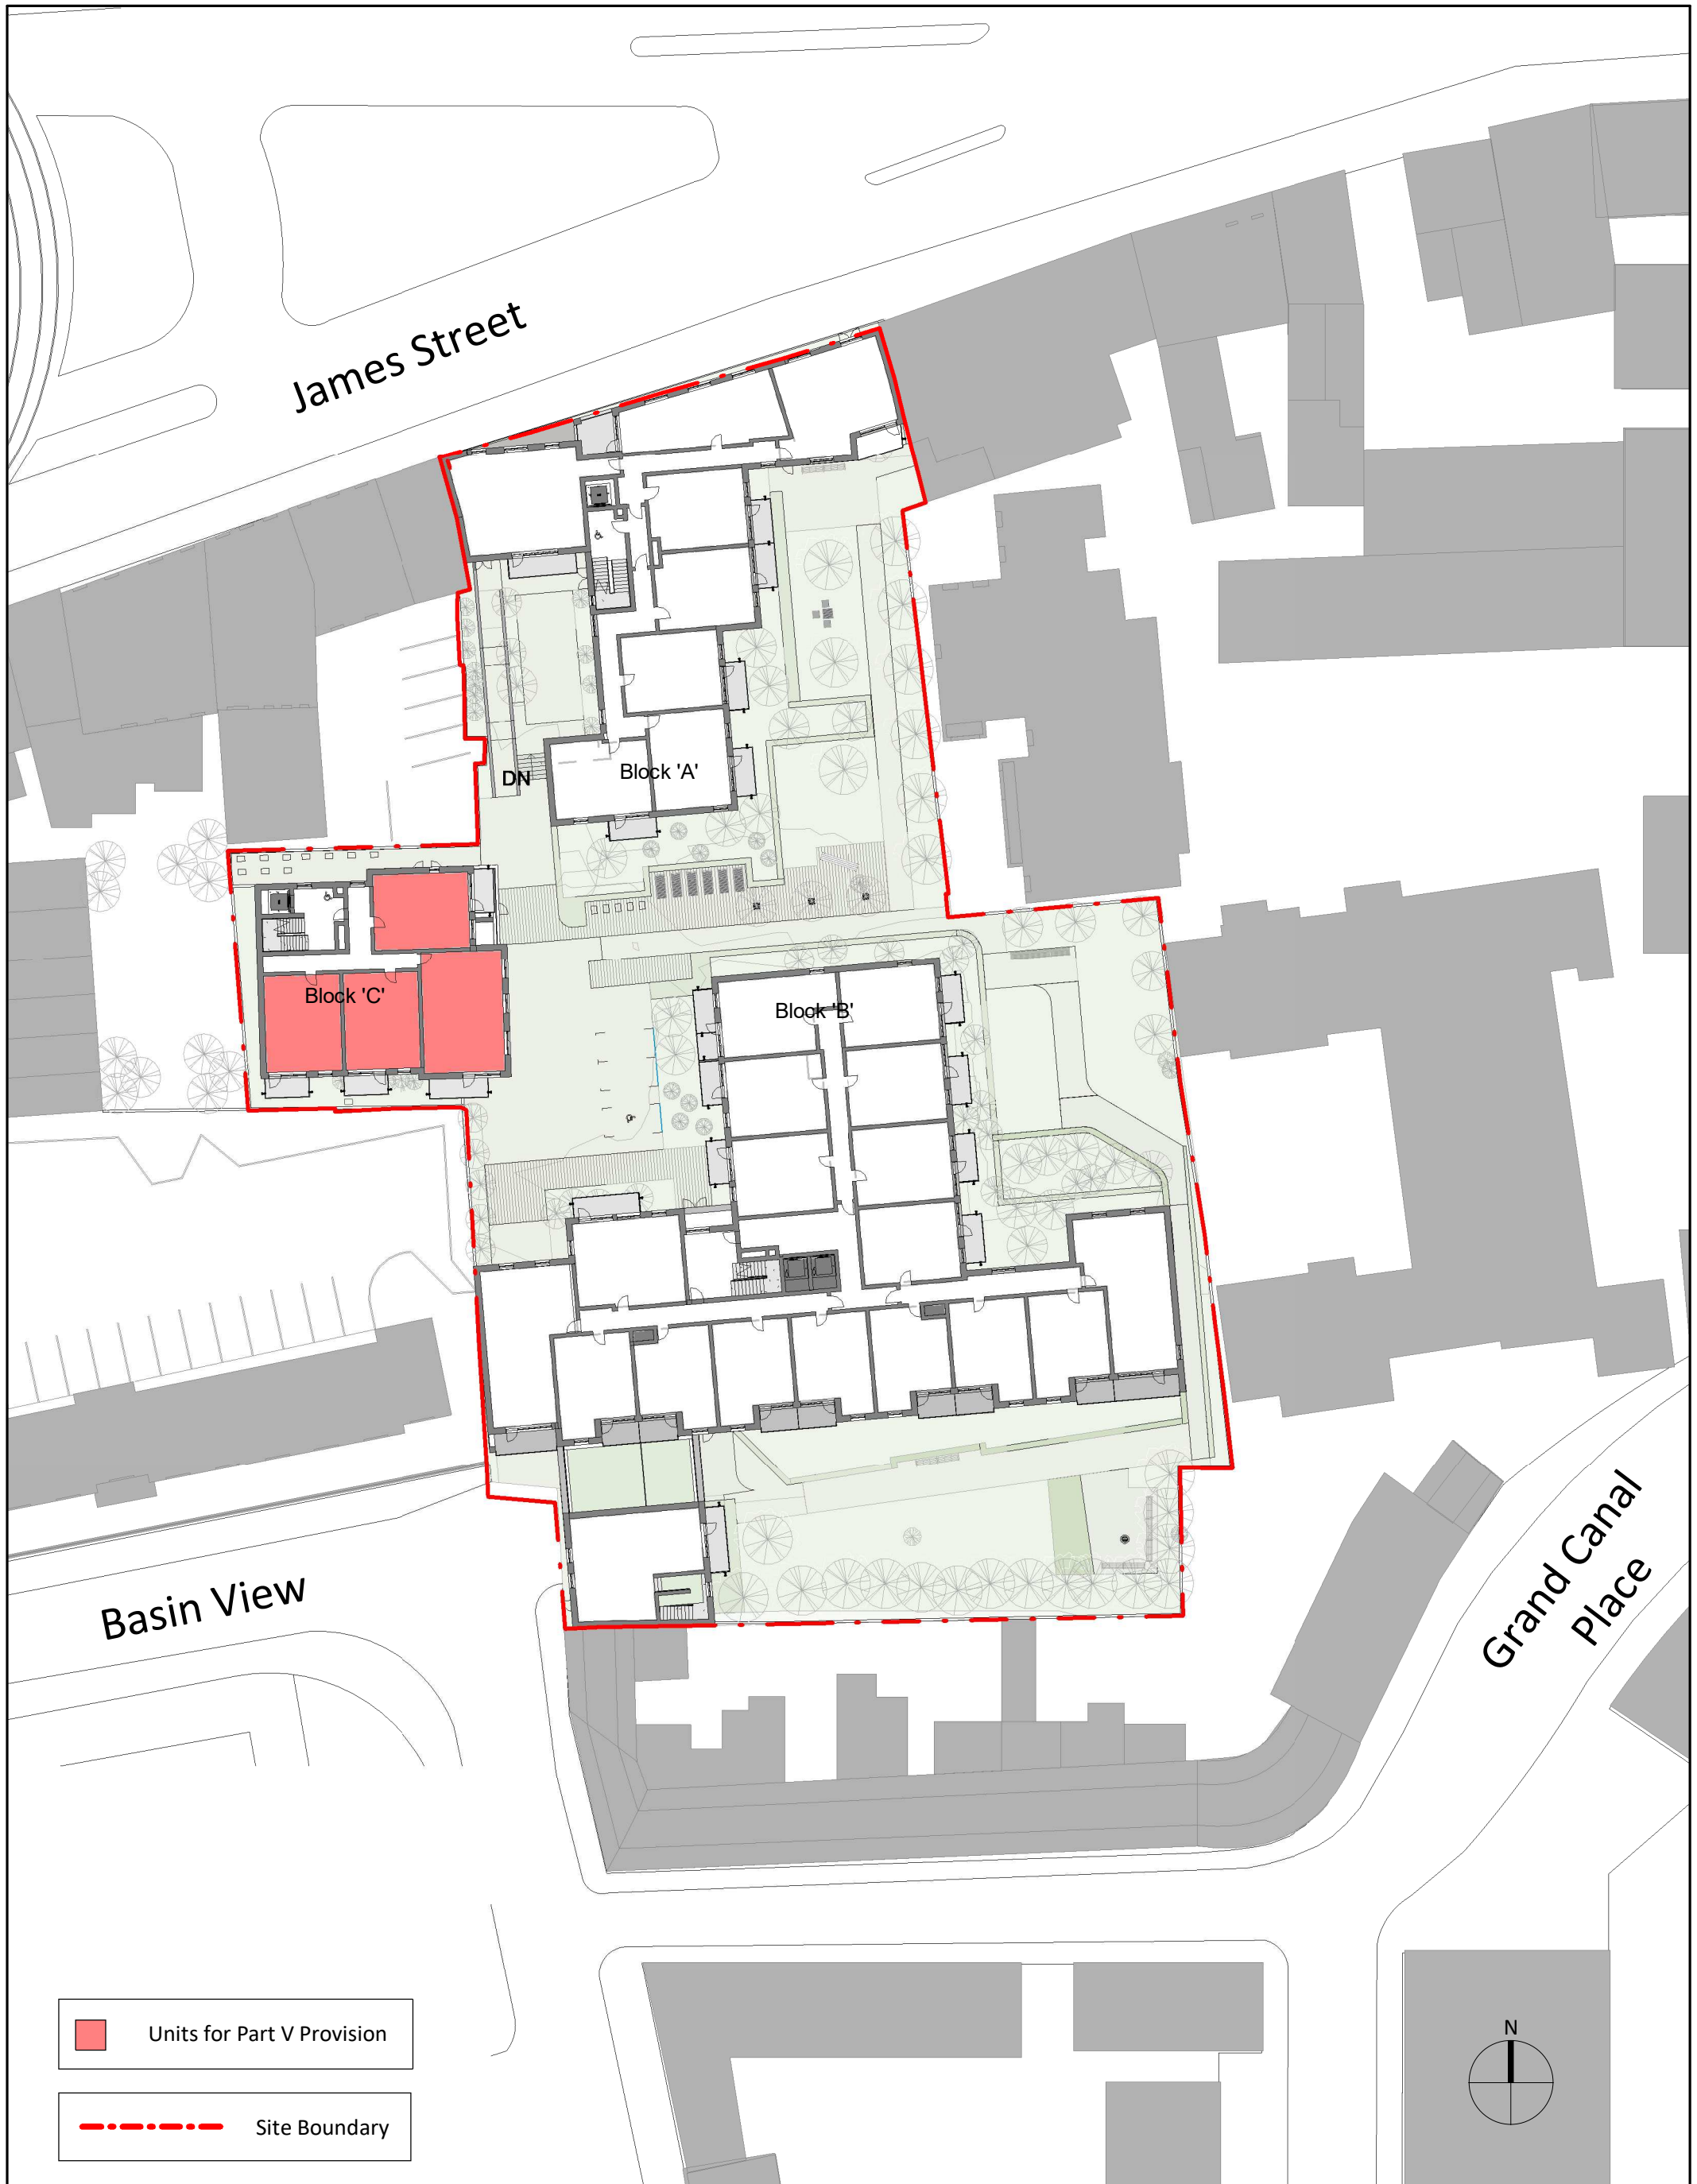 James Street
DN
Block 'A'
Block 'C'
Block 'B'
Basin View
Grand Canal
Place
Units for Part V Provision
Site Boundary
N